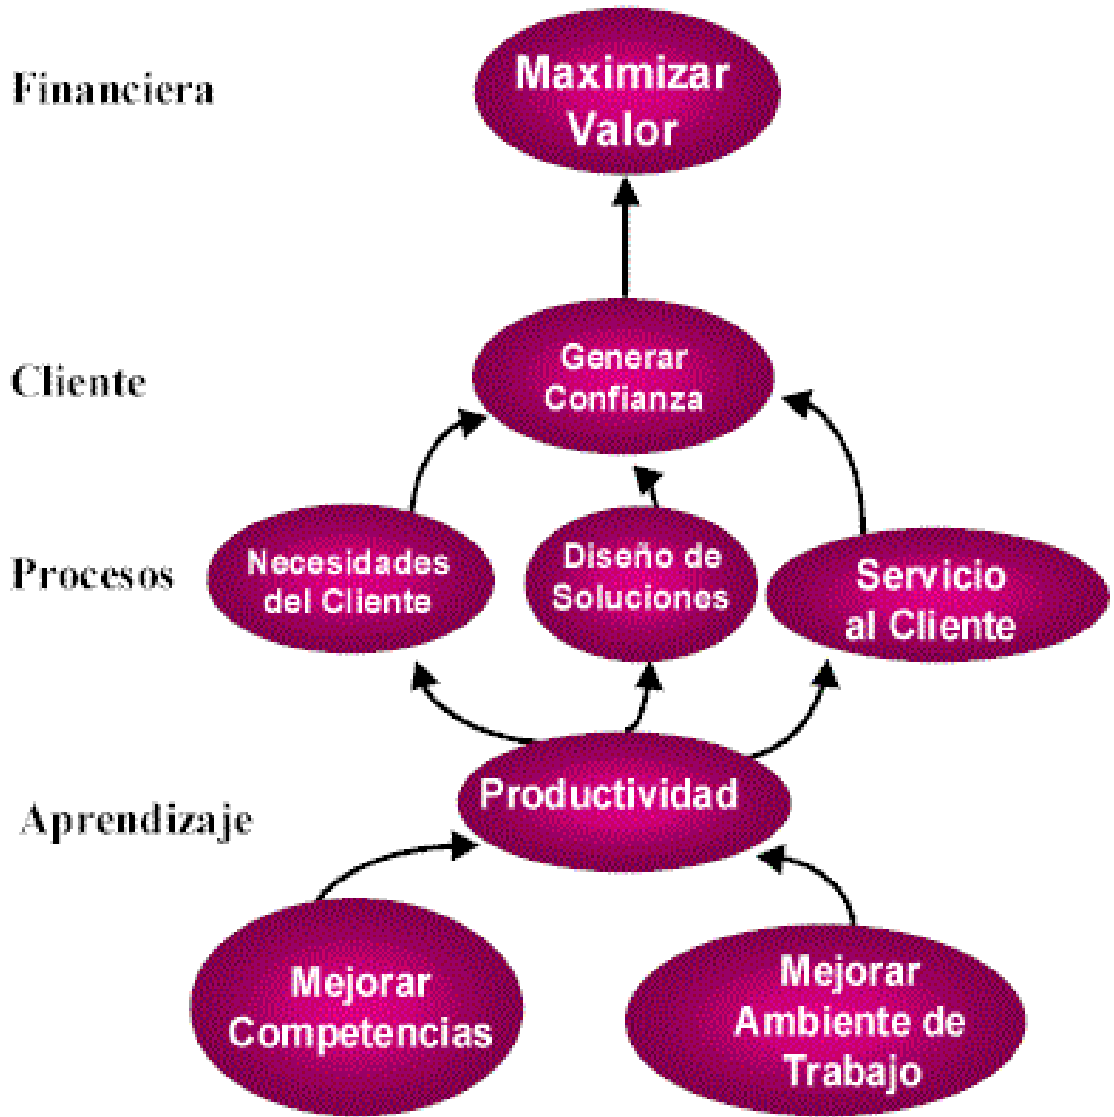 Financiera
Maximizar
Valor
Cliente
Generar
Confianza
Procesos
Necesidades
del Cliente
Diseño de
Soluciones
Servicio
al Cliente
Aprendizaje
Productividad
Mejorar
Competencias
Mejorar
Ambiente de
Trabajo